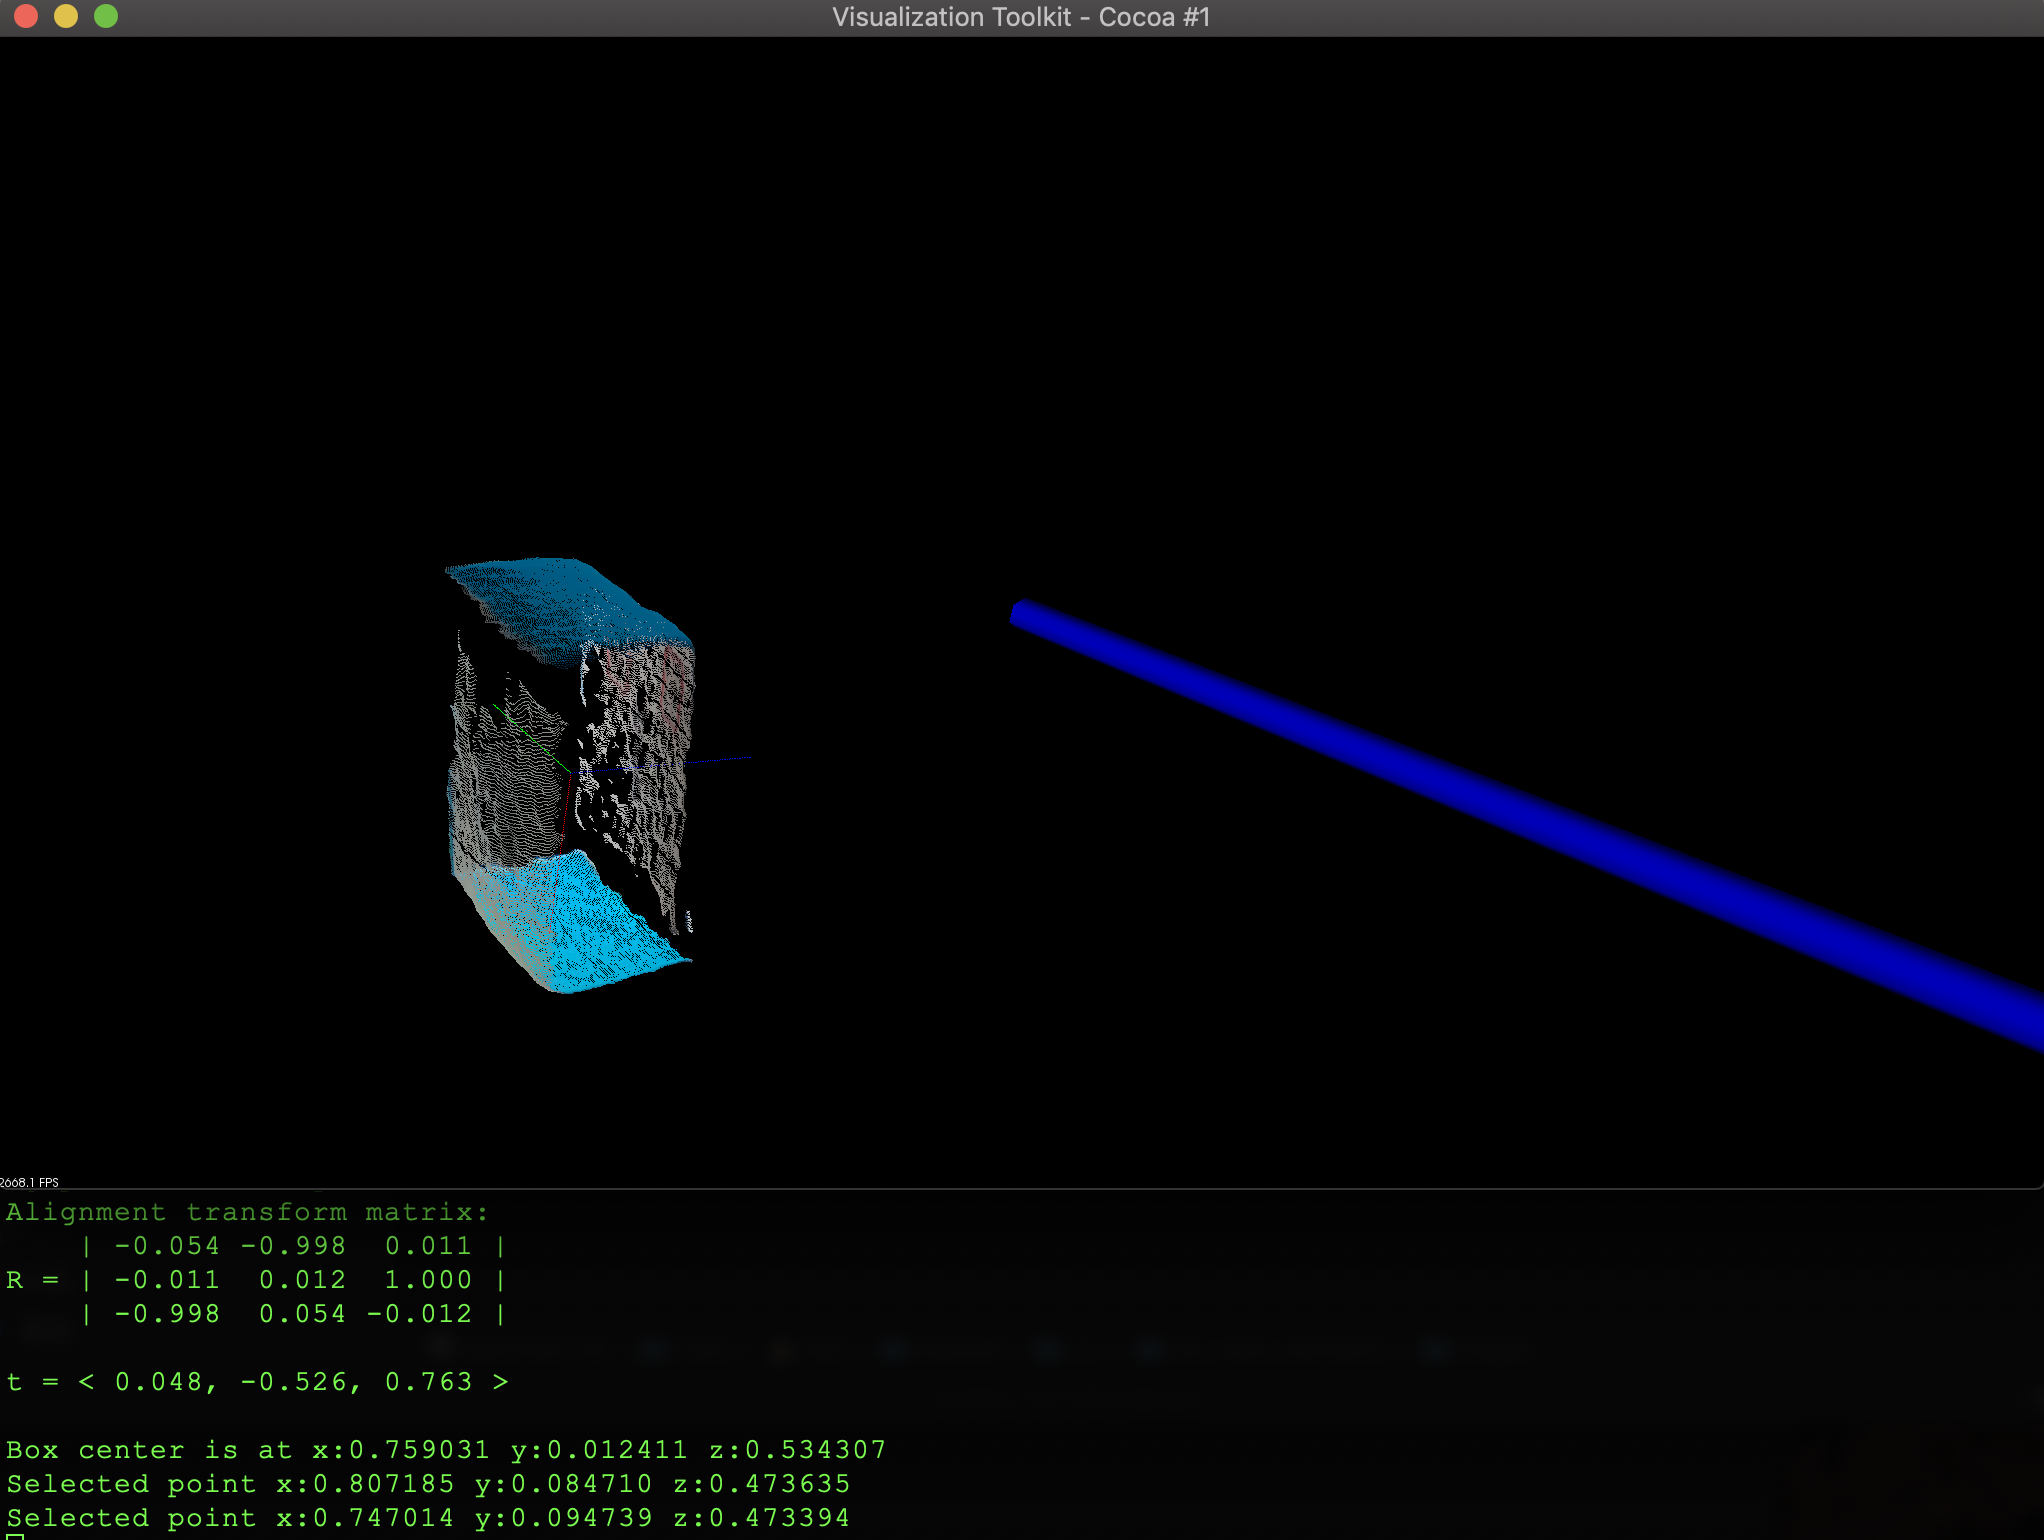 Visualization Toolkit - Cocoa #1
2668.1 FPS
Alignment transform matrix:
| -0.054 -0.998  0.011 |
R = | -0.011  0.012  1.000 |
| -0.998  0.054 -0.012 |
t = < 0.048, -0.526, 0.763 >
Box center is at x:0.759031 y:0.012411 z:0.534307
Selected point x:0.807185 y:0.084710 z:0.473635
Selected point x:0.747014 y:0.094739 z:0.473394